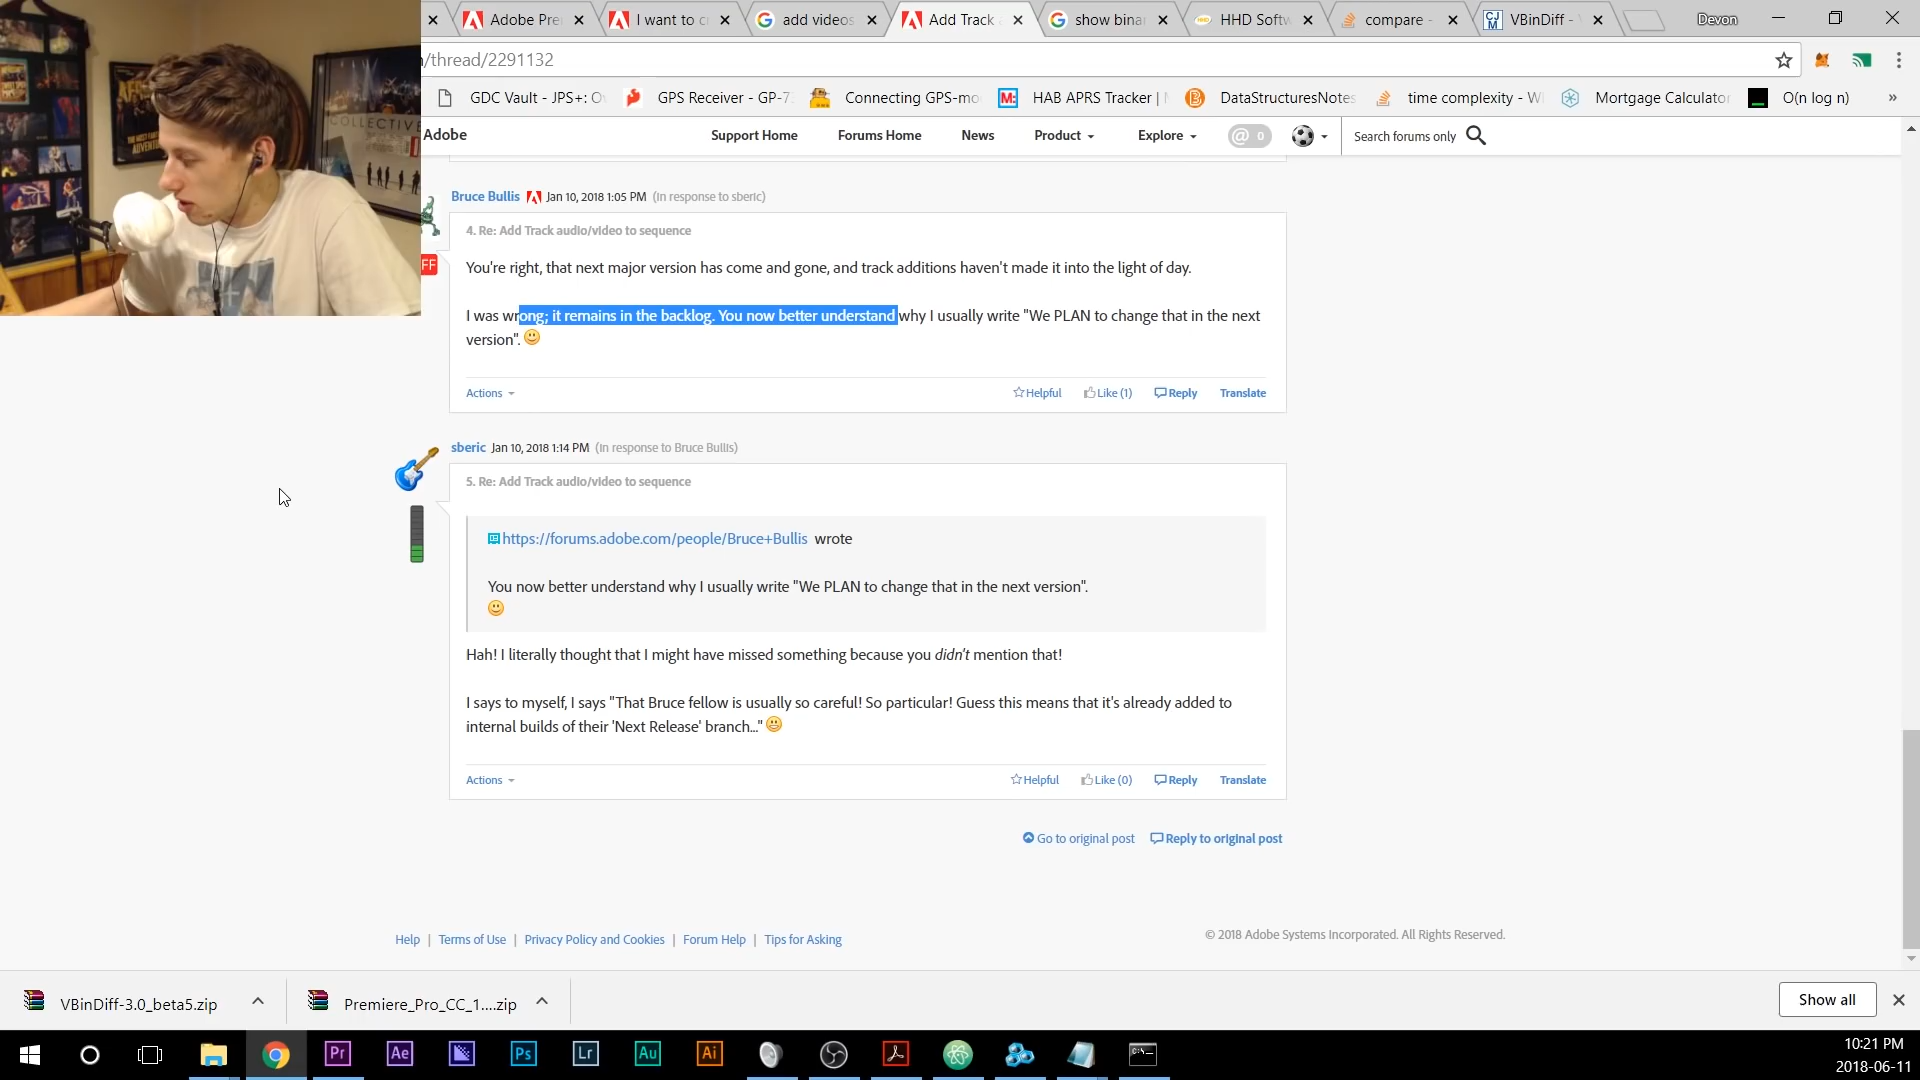 Adobe Pre
I want to c
add videos
Add Track
show bina
HHD Softw
compare -
VBinDiff -
Devon
/thread/2291132
GDC Vault - JPS+: O
GPS Receiver - GP-7
Connecting GPS-mo
HAB APRS Tracker |
DataStructuresNotes
time complexity - W
Mortgage Calculator
O(n log n)
»
Adobe
Support Home
Forums Home
News
Product
Explore
@ 0
Search forums only
COLLECTIVE
Bruce Bullis Jan 10, 2018 1:05 PM (in response to sberic)
FF
4. Re: Add Track audio/video to sequence
You're right, that next major version has come and gone, and track additions haven't made it into the light of day.
I was wrong; it remains in the backlog. You now better understand why I usually write "We PLAN to change that in the next
version".
Actions
Helpful
Like (1)
Reply
Translate
sberic Jan 10, 2018 1:14 PM (in response to Bruce Bullis)
5. Re: Add Track audio/video to sequence
https://forums.adobe.com/people/Bruce+Bullis wrote
You now better understand why I usually write "We PLAN to change that in the next version".
Hah! I literally thought that I might have missed something because you didn't mention that!
I says to myself, I says "That Bruce fellow is usually so careful! So particular! Guess this means that it's already added to
internal builds of their 'Next Release' branch..."
Actions
Helpful
Like (0)
Reply
Translate
Go to original post
Reply to original post
Help | Terms of Use | Privacy Policy and Cookies | Forum Help | Tips for Asking
© 2018 Adobe Systems Incorporated. All Rights Reserved.
VBinDiff-3.0_beta5.zip
Premiere_Pro_CC_1....zip
Show all
Pr
Ae
Ps
Lr
Au
Ai
10:21 PM
2018-06-11